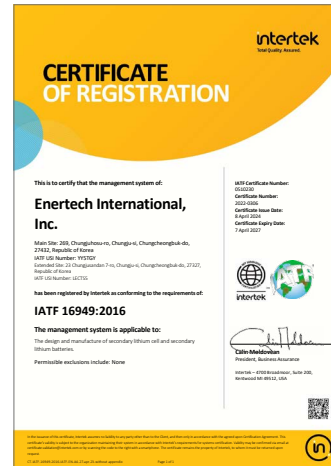 intertek
Total Quality. Assured.
CERTIFICATE
OF REGISTRATION
This is to certify that the management system of:
Enertech International,
Inc.
Main Site: 269, Chungjuhosu-ro, Chungju-si, Chungcheongbuk-do,
27432, Republic of Korea
IATF USI Number: YYSTGY
Extended Site: 23 Chungjusandan 7-ro, Chungju-si, Chungcheongbuk-do, 27327,
Republic of Korea
IATF USI Number: LECTSS
has been registered by Intertek as conforming to the requirements of:
IATF 16949:2016
The management system is applicable to:
The design and manufacture of secondary lithium cell and secondary
lithium batteries.
Permissible exclusions include: None
IATF Certificate Number:
0510230
Certificate Number:
2022-0306
Certificate Issue Date:
8 April 2024
Certificate Expiry Date:
7 April 2027
intertek
IATF
Calin Moldovean
President, Business Assurance
Intertek – 4700 Broadmoor, Suite 200,
Kentwood MI 49512, USA
in